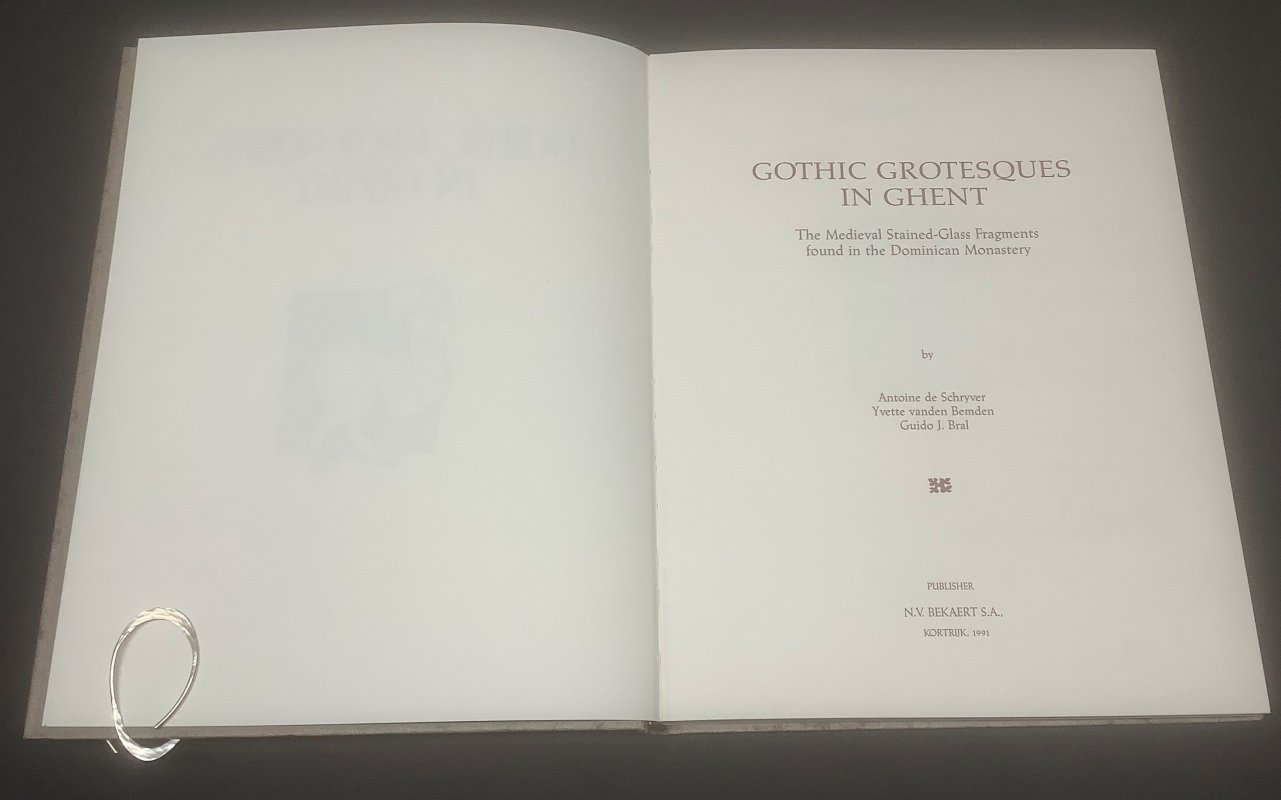 GOTHIC GROTESQUES
IN GHENT
The Medieval Stained-Glass Fragments
found in the Dominican Monastery
by
Antoine de Schryver
Yvette vanden Bemden
Guido J. Bral
PUBLISHER
N.V. BEKAERT S.A.,
KORTRIJK, 1991